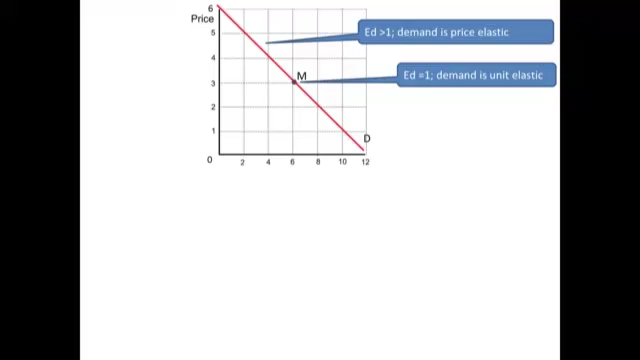 6
Price
5
4
3
2
1
0
2
4
6
8
10
12
M
D
Ed >1; demand is price elastic
Ed =1; demand is unit elastic